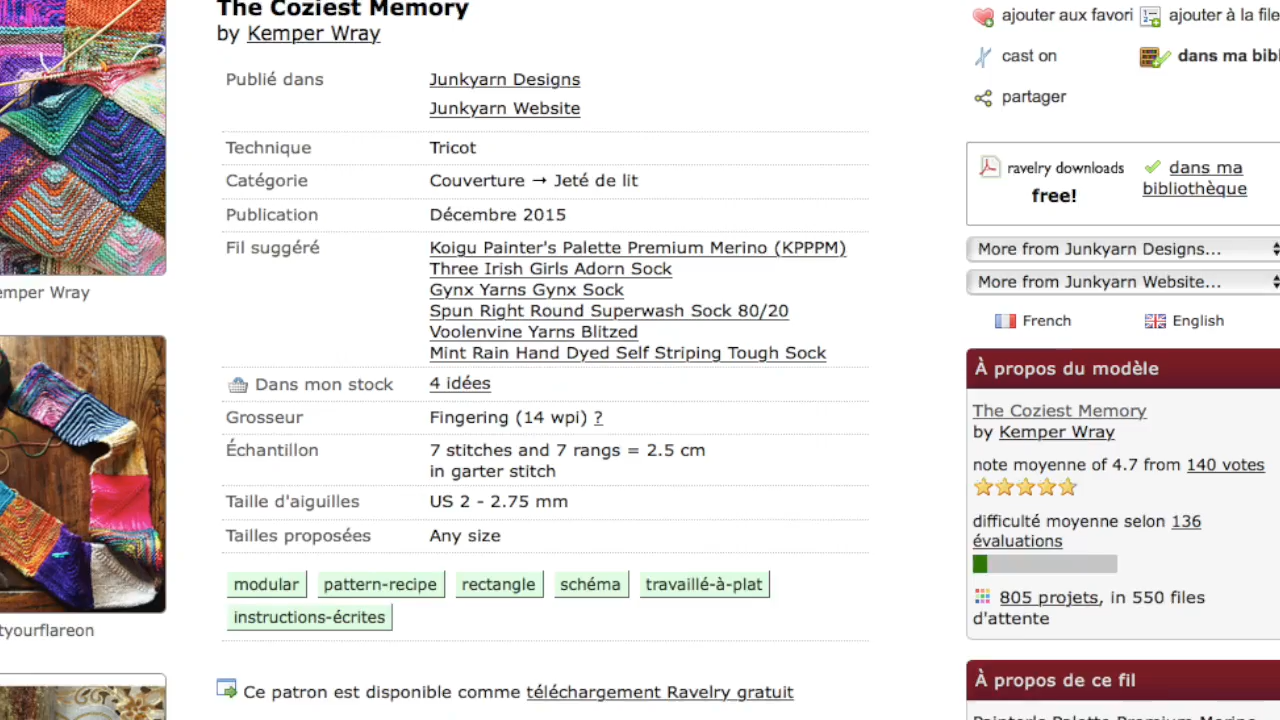 The Coziest Memory
by Kemper Wray
Publié dans
Junkyarn Designs
Junkyarn Website
Technique
Tricot
Catégorie
Couverture → Jeté de lit
Publication
Décembre 2015
Fil suggéré
Koigu Painter's Palette Premium Merino (KPPPM)
Three Irish Girls Adorn Sock
Gynx Yarns Gynx Sock
Spun Right Round Superwash Sock 80/20
Voolenvine Yarns Blitzed
Mint Rain Hand Dyed Self Striping Tough Sock
Dans mon stock
4 idées
Grosseur
Fingering (14 wpi) ?
Échantillon
7 stitches and 7 rangs = 2.5 cm
in garter stitch
Taille d'aiguilles
US 2 - 2.75 mm
Tailles proposées
Any size
modular pattern-recipe rectangle schéma travaillé-à-plat
instructions-écrites
Ce patron est disponible comme téléchargement Ravelry gratuit
emper Wray
tyourflareon
ajouter aux favori
ajouter à la file
cast on
dans ma bibl
partager
ravelry downloads
free!
dans ma
bibliothèque
More from Junkyarn Designs...
More from Junkyarn Website...
French
English
À propos du modèle
The Coziest Memory
by Kemper Wray
note moyenne of 4.7 from 140 votes
difficulté moyenne selon 136
évaluations
805 projets, in 550 files
d'attente
À propos de ce fil